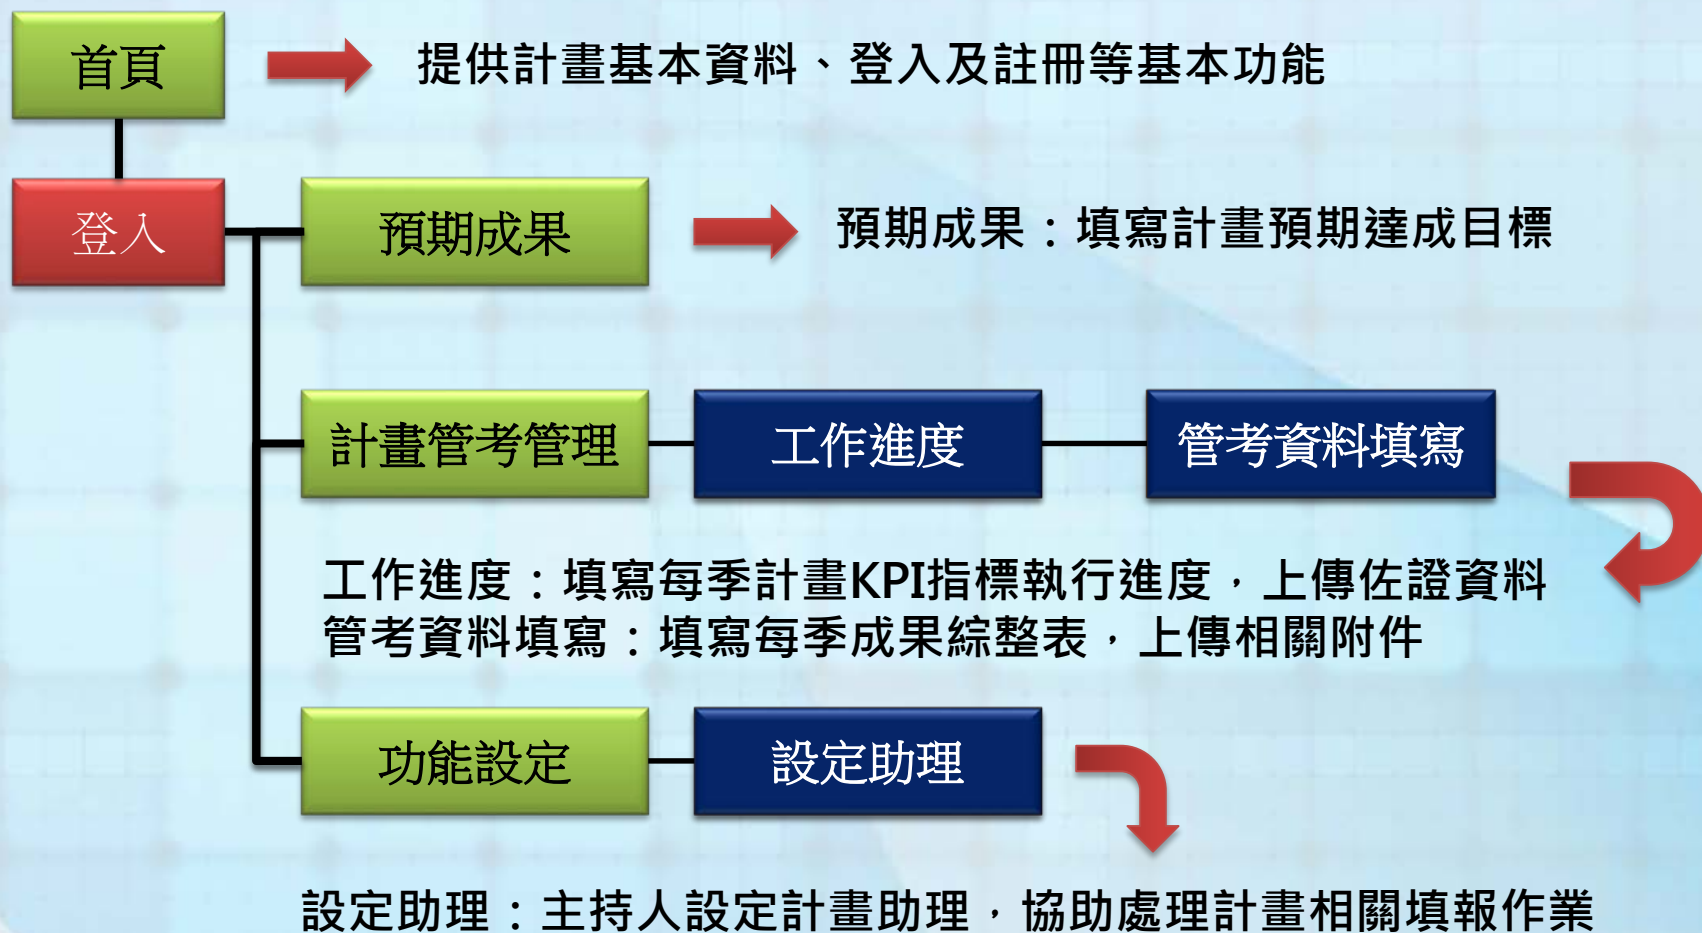 首頁
提供計畫基本資料、登入及註冊等基本功能
登入
預期成果
預期成果：填寫計畫預期達成目標
計畫管考管理
工作進度
管考資料填寫
工作進度：填寫每季計畫KPI指標執行進度，上傳佐證資料
管考資料填寫：填寫每季成果綜整表，上傳相關附件
功能設定
設定助理
設定助理：主持人設定計畫助理，協助處理計畫相關填報作業